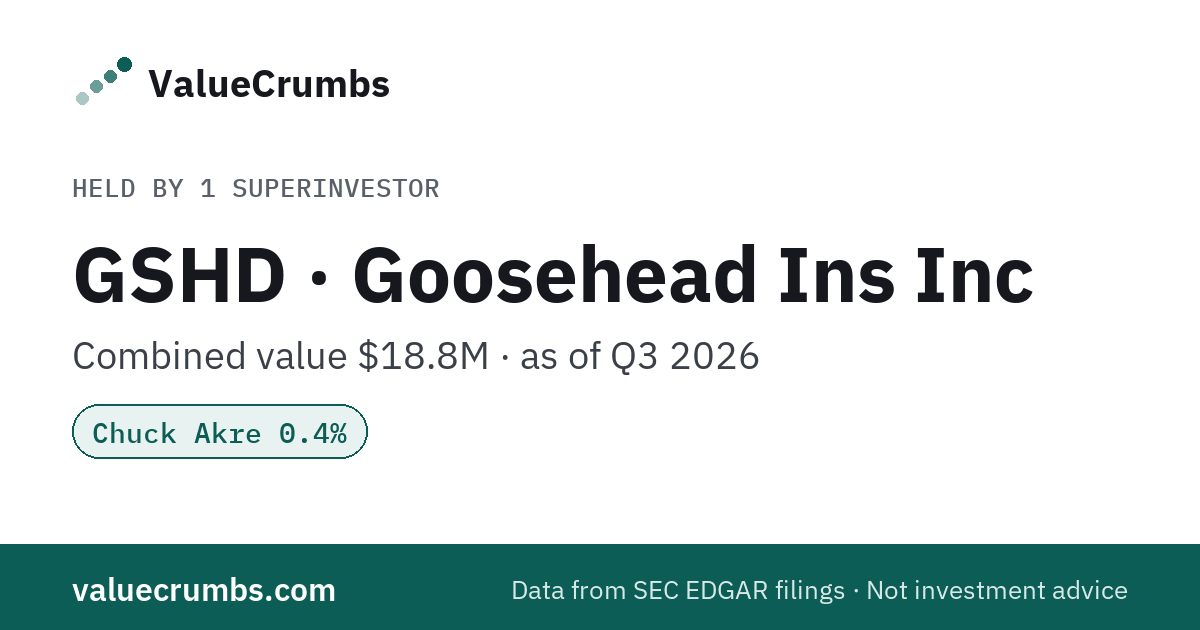 ValueCrumbs
HELD BY 1 SUPERINVESTOR
GSHD · Goosehead Ins Inc
Combined value $18.8M · as of Q3 2026
Chuck Akre 0.4%
valuecrumbs.com
Data from SEC EDGAR filings · Not investment advice